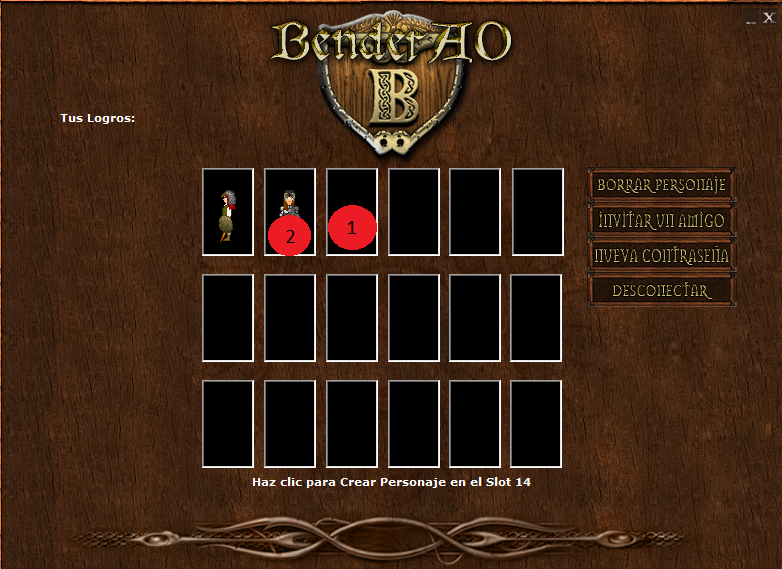 BenderAO
B
X
Tus Logros:
2
1
BORRAR PERSONAJE
INVITAR UN AMIGO
NUEVA CONTRASEÑA
DESCONECTAR
Haz clic para Crear Personaje en el Slot 14